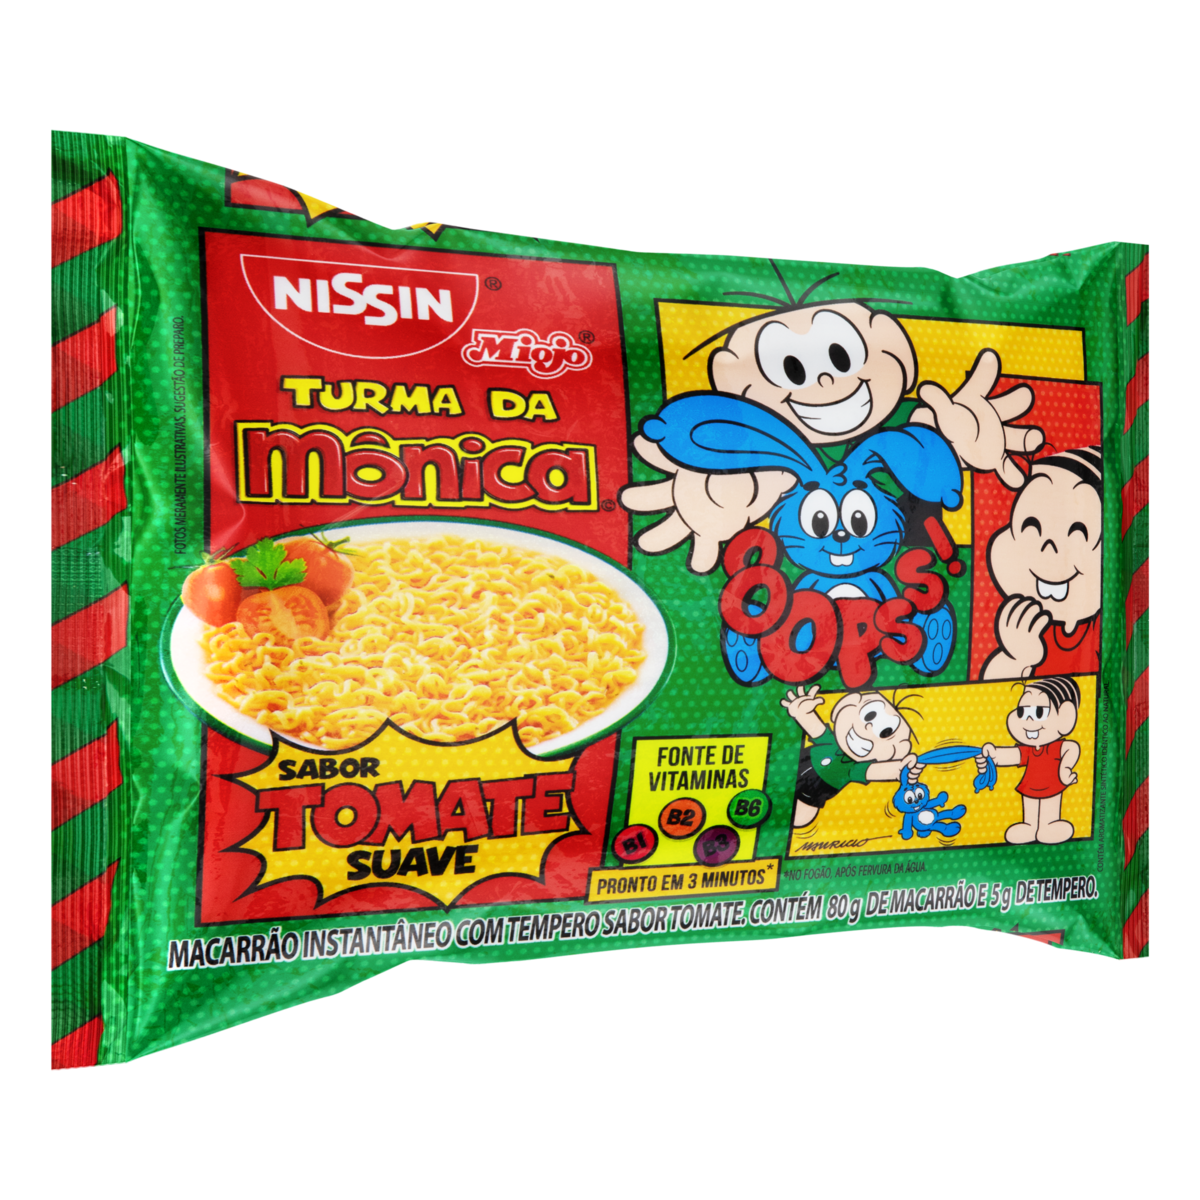 NISSIN ®
Miojo ®
TURMA DA
MÔNICA ©
FOTOS MERAMENTE ILUSTRATIVAS. SUGESTÃO DE PREPARO.
OOOPSS!
SABOR
TOMATE
SUAVE
FONTE DE
VITAMINAS
B1 B2 B3 B6
PRONTO EM 3 MINUTOS*
*NO FOGÃO, APÓS FERVURA DA ÁGUA.
MAURICIO
MACARRÃO INSTANTÂNEO COM TEMPERO SABOR TOMATE, CONTÉM 80g DE MACARRÃO E 5g DE TEMPERO.